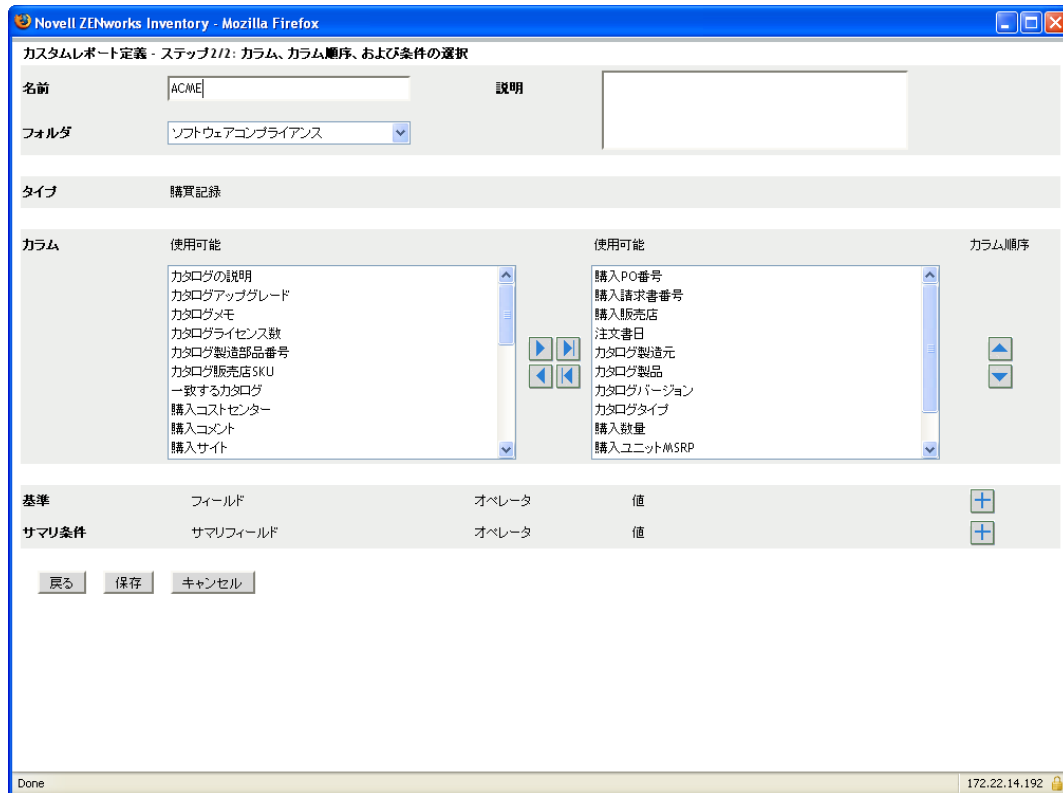 Novell ZENworks Inventory - Mozilla Firefox
カスタムレポート定義 - ステップ2/2: カラム、カラム順序、および条件の選択
名前 ACME 説明
フォルダ ソフトウェアコンプライアンス
タイプ 購買記録
カラム 使用可能 使用可能 カラム順序
カタログの説明 購入PO番号
カタログアップグレード 購入請求書番号
カタログメモ 購入販売店
カタログライセンス数 注文書日
カタログ製造部品番号 カタログ製造元
カタログ販売店SKU カタログ製品
一致するカタログ カタログバージョン
購入コストセンター カタログタイプ
購入コメント 購入数量
購入サイト 購入ユニットMSRP
基準 フィールド オペレータ 値
サマリ条件 サマリフィールド オペレータ 値
戻る 保存 キャンセル
Done 172.22.14.192